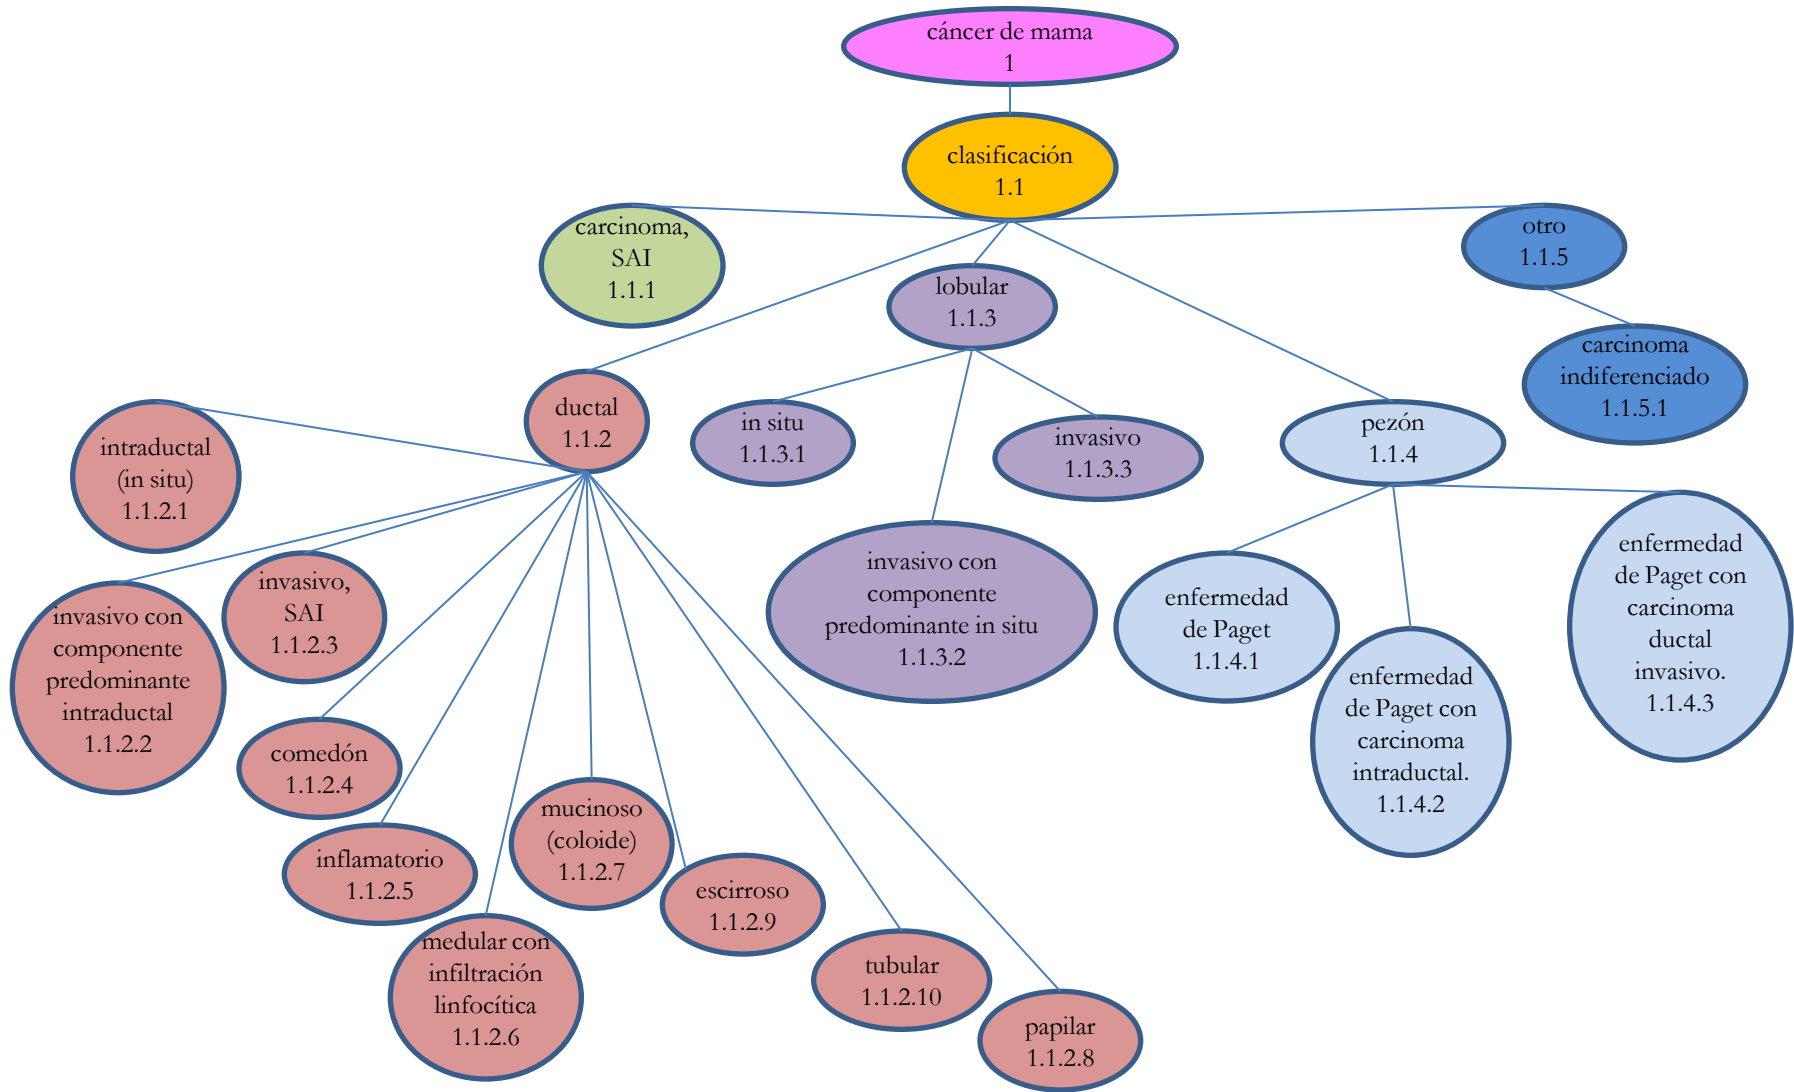 cáncer de mama
1
clasificación
1.1
carcinoma,
SAI
1.1.1
otro
1.1.5
lobular
1.1.3
carcinoma
indiferenciado
1.1.5.1
ductal
1.1.2
in situ
1.1.3.1
invasivo
1.1.3.3
pezón
1.1.4
intraductal
(in situ)
1.1.2.1
invasivo con
componente
predominante
intraductal
1.1.2.2
invasivo,
SAI
1.1.2.3
invasivo con
componente
predominante in situ
1.1.3.2
enfermedad
de Paget
1.1.4.1
enfermedad
de Paget con
carcinoma
intraductal.
1.1.4.2
enfermedad
de Paget con
carcinoma
ductal
invasivo.
1.1.4.3
comedón
1.1.2.4
inflamatorio
1.1.2.5
medular con
infiltración
linfocítica
1.1.2.6
mucinoso
(coloide)
1.1.2.7
escirroso
1.1.2.9
tubular
1.1.2.10
papilar
1.1.2.8